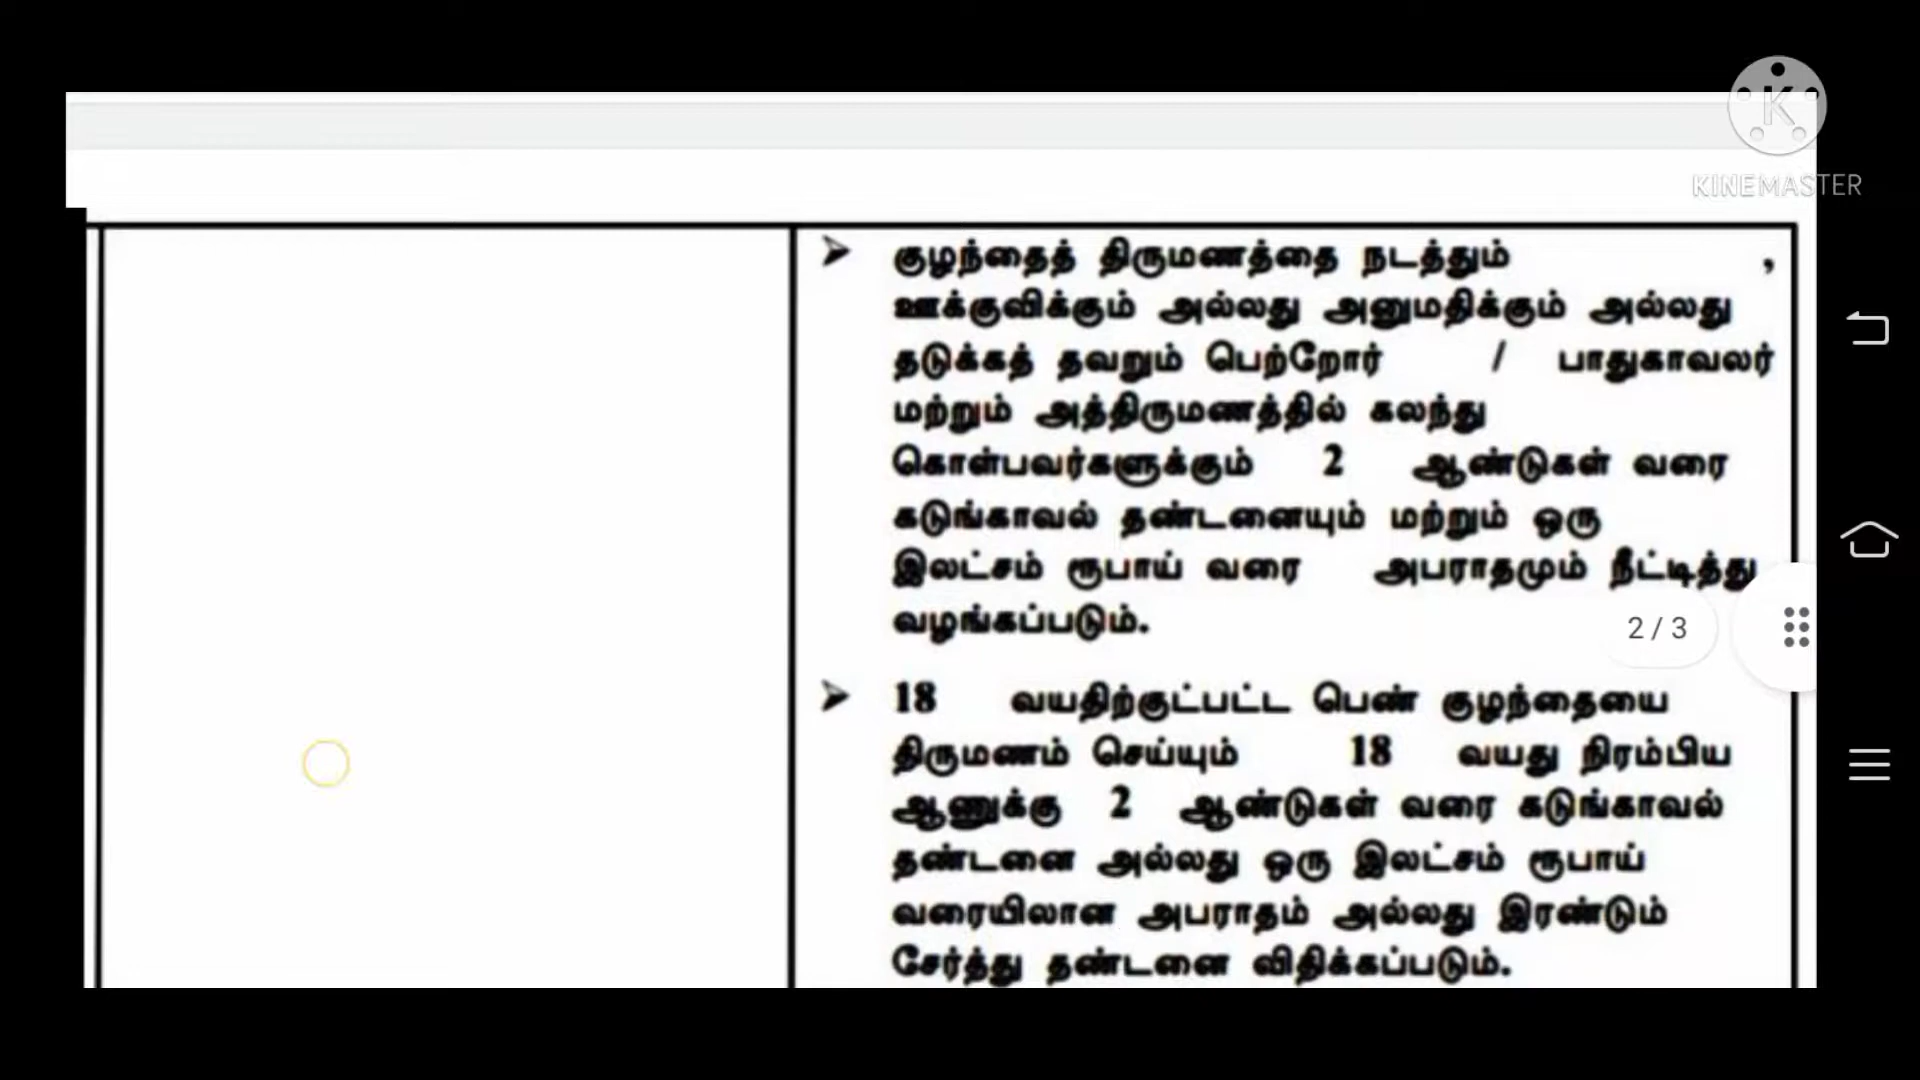 KINEMASTER
குழந்தைத் திருமணத்தை நடத்தும் ,
ஊக்குவிக்கும் அல்லது அனுமதிக்கும் அல்லது
தடுக்கத் தவறும் பெற்றோர் / பாதுகாவலர்
மற்றும் அத்திருமணத்தில் கலந்து
கொள்பவர்களுக்கும் 2 ஆண்டுகள் வரை
கடுங்காவல் தண்டனையும் மற்றும் ஒரு
இலட்சம் ரூபாய் வரை அபராதமும் நீட்டித்து
வழங்கப்படும்.
2 / 3
18 வயதிற்குட்பட்ட பெண் குழந்தையை
திருமணம் செய்யும் 18 வயது நிரம்பிய
ஆணுக்கு 2 ஆண்டுகள் வரை கடுங்காவல்
தண்டனை அல்லது ஒரு இலட்சம் ரூபாய்
வரையிலான அபராதம் அல்லது இரண்டும்
சேர்த்து தண்டனை விதிக்கப்படும்.